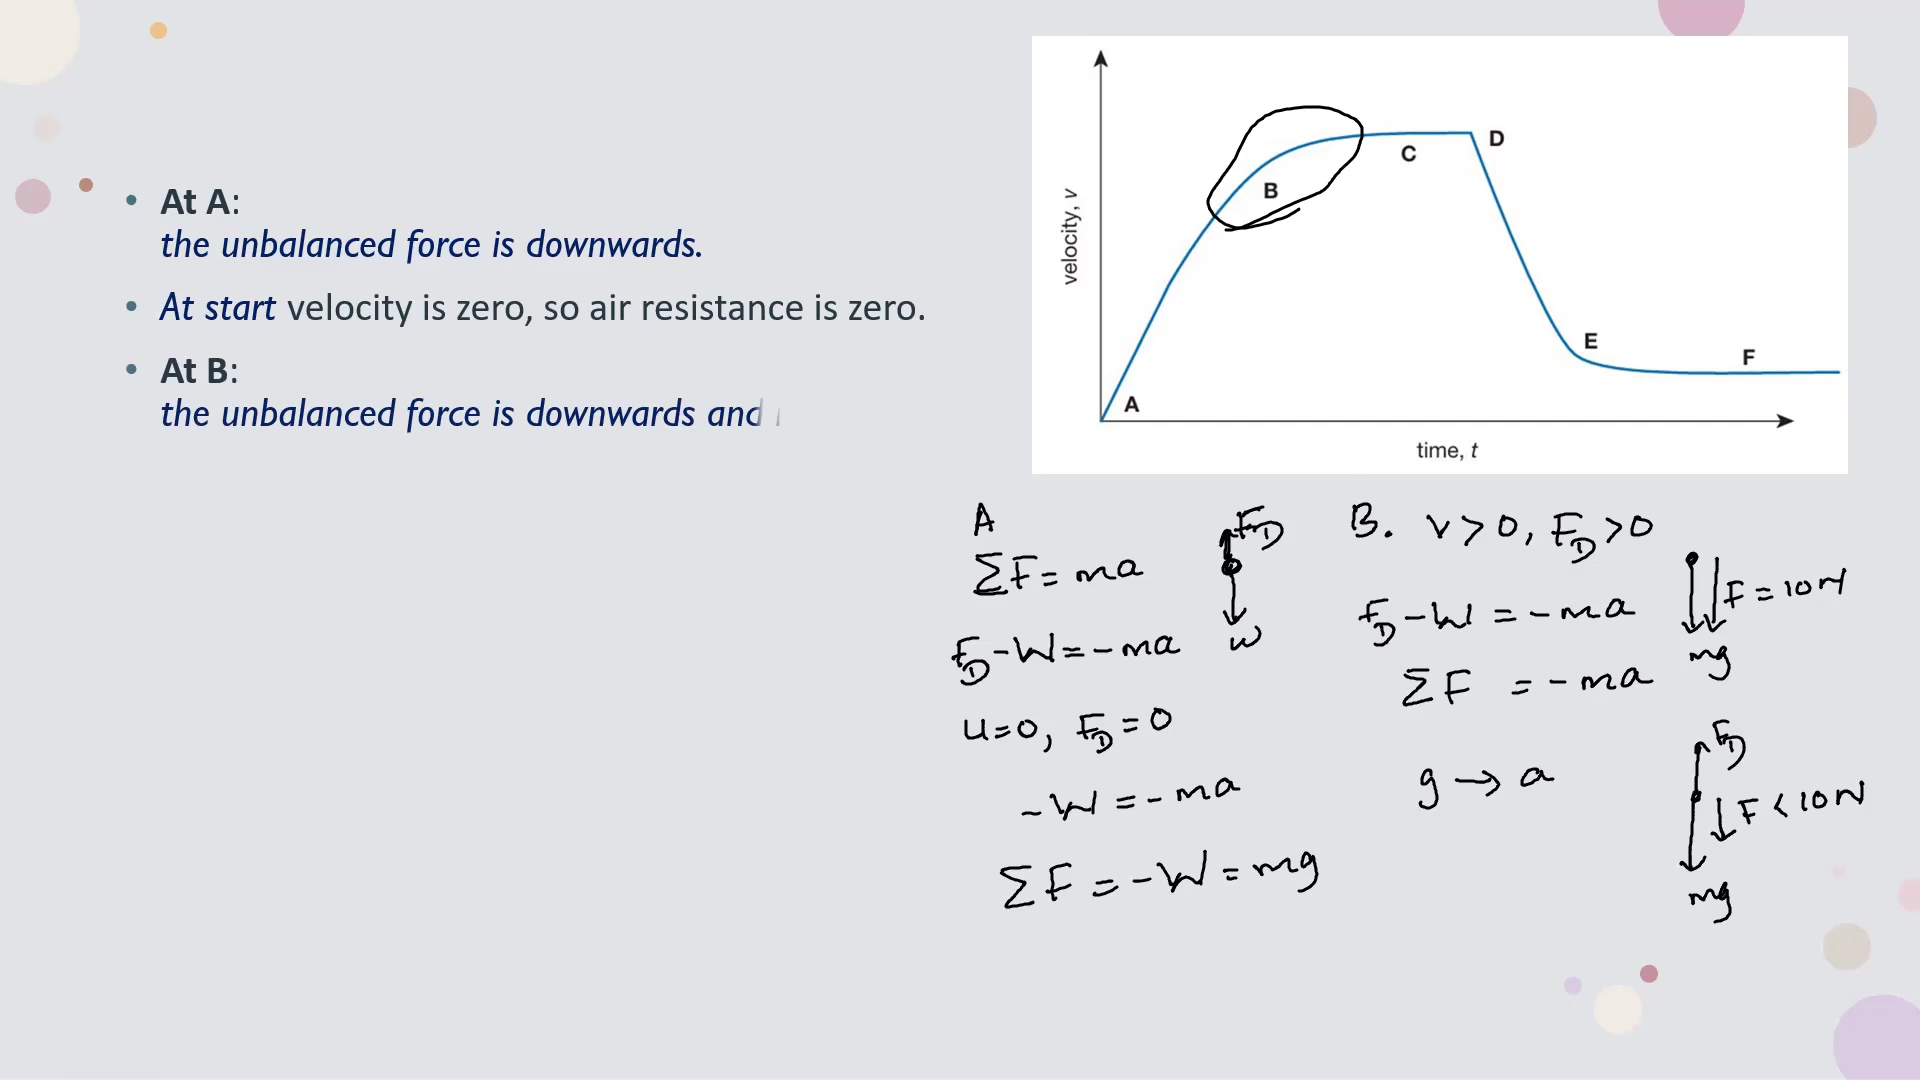 • At A:
the unbalanced force is downwards.
• At start velocity is zero, so air resistance is zero.
• At B:
the unbalanced force is downwards and
velocity, v
A
B
C
D
E
F
time, t
A
ΣF = ma
F_D - W = - ma
u = 0, F_D = 0
- W = - ma
ΣF = - W = mg
F_D
W
B. v > 0, F_D > 0
F_D - W = - ma
ΣF = - ma
g → a
F = 10N
mg
F_D
F < 10N
mg